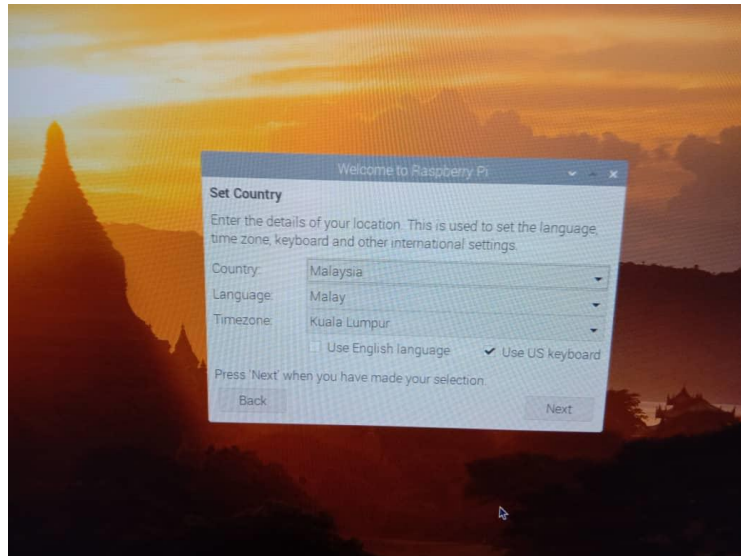 Welcome to Raspberry Pi
Set Country
Enter the details of your location. This is used to set the language,
time zone, keyboard and other international settings.
Country: Malaysia
Language: Malay
Timezone: Kuala Lumpur
Use English language ✔ Use US keyboard
Press 'Next' when you have made your selection.
Back Next